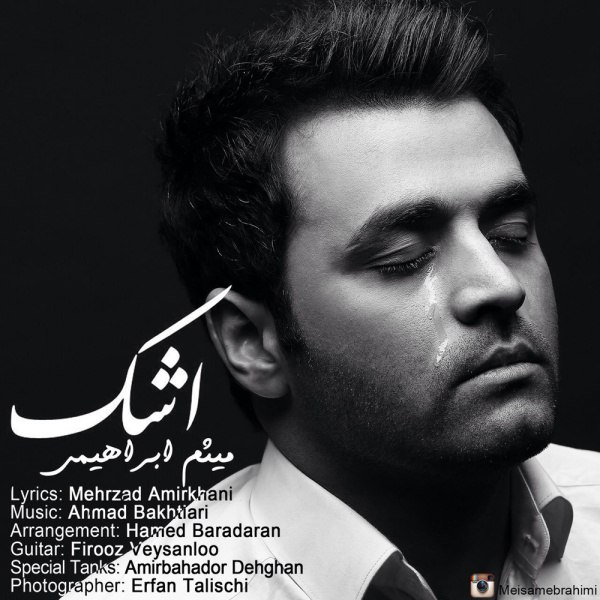 اشک
میثم ابراهیمی
Lyrics: Mehrzad Amirkhani
Music: Ahmad Bakhtiari
Arrangement: Hamed Baradaran
Guitar: Firooz Veysanloo
Special Tanks: Amirbahador Dehghan
Photographer: Erfan Talischi
Meisamebrahimi